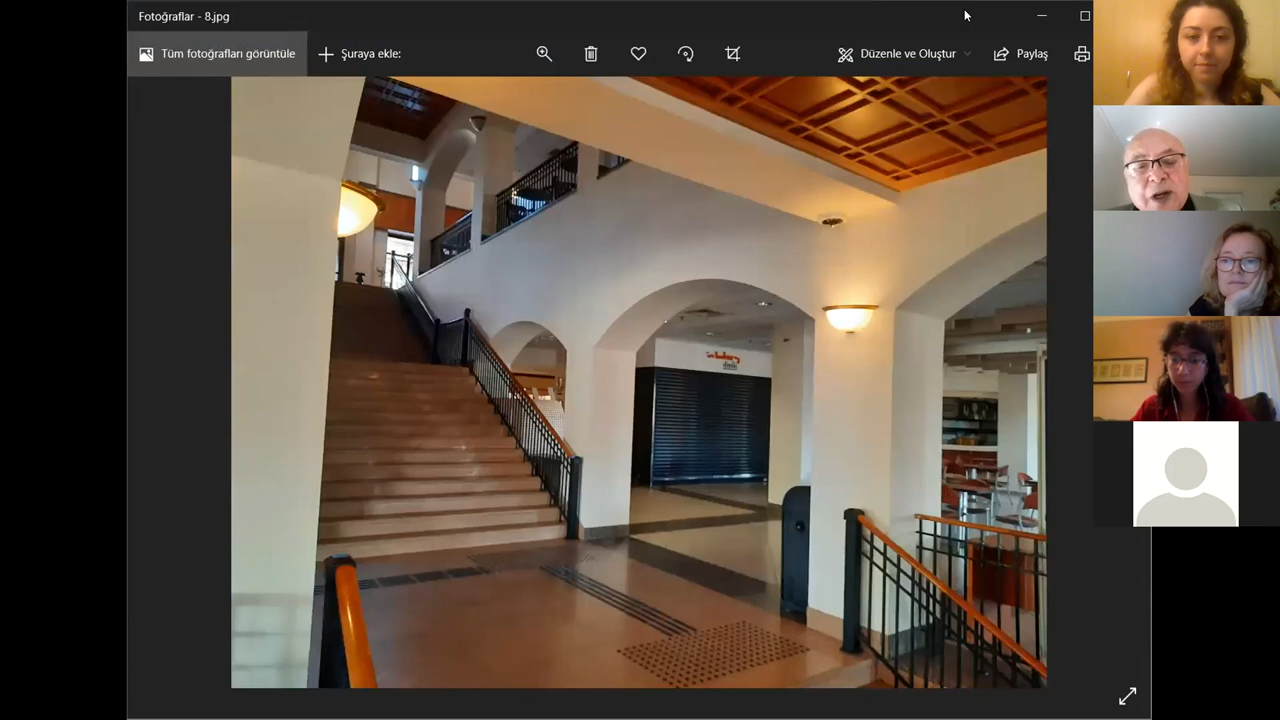 Fotoğraflar - 8.jpg
Tüm fotoğrafları görüntüle
Şuraya ekle:
Düzenle ve Oluştur
Paylaş